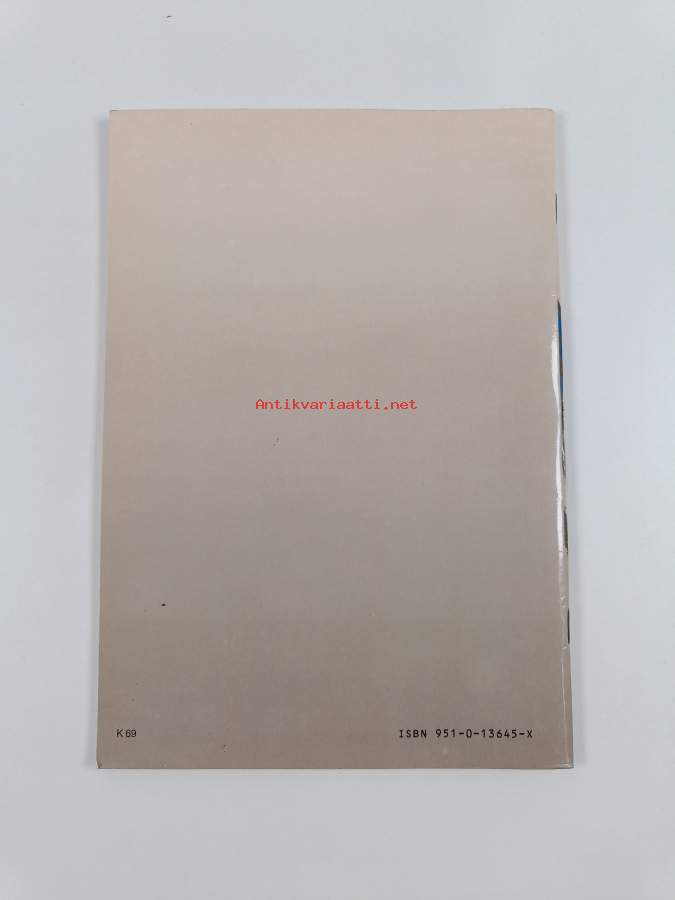 Antikvariaatti.net
K 69
ISBN 951-0-13645-X